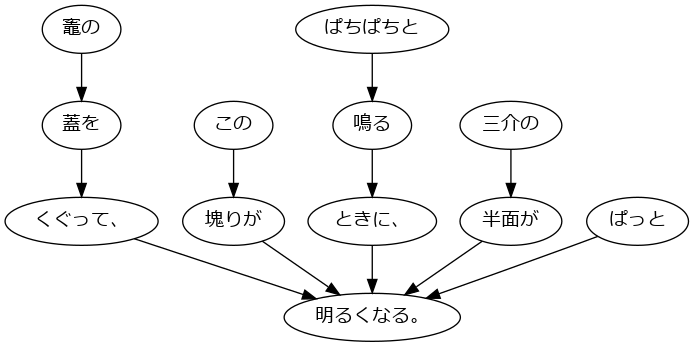 竈の
ぱちぱちと
蓋を
この
鳴る
三介の
くぐって、
塊りが
ときに、
半面が
ぱっと
明るくなる。